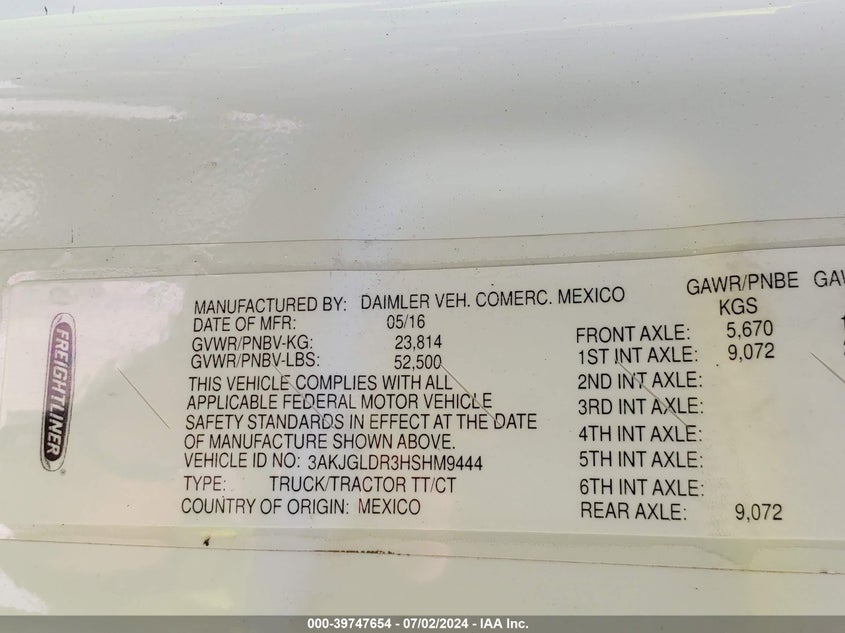 FREIGHTLINER
MANUFACTURED BY: DAIMLER VEH. COMERC. MEXICO
DATE OF MFR: 05/16
GVWR/PNBV-KG: 23,814
GVWR/PNBV-LBS: 52,500
THIS VEHICLE COMPLIES WITH ALL
APPLICABLE FEDERAL MOTOR VEHICLE
SAFETY STANDARDS IN EFFECT AT THE DATE
OF MANUFACTURE SHOWN ABOVE.
VEHICLE ID NO: 3AKJGLDR3HSHM9444
TYPE: TRUCK/TRACTOR TT/CT
COUNTRY OF ORIGIN: MEXICO
GAWR/PNBE
KGS
FRONT AXLE: 5,670
1ST INT AXLE: 9,072
2ND INT AXLE:
3RD INT AXLE:
4TH INT AXLE:
5TH INT AXLE:
6TH INT AXLE:
REAR AXLE: 9,072
000-39747654 / 07/02/2024 - IAA Inc.